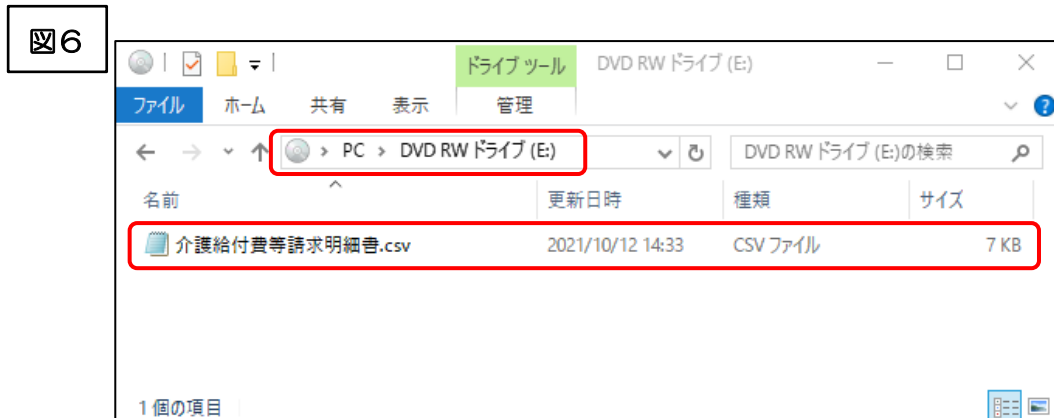 図6
ドライブ ツール DVD RW ドライブ (E:)
ファイル ホーム 共有 表示 管理
PC › DVD RW ドライブ (E:) DVD RW ドライブ (E:)の検索
名前 更新日時 種類 サイズ
介護給付費等請求明細書.csv 2021/10/12 14:33 CSV ファイル 7 KB
1 個の項目